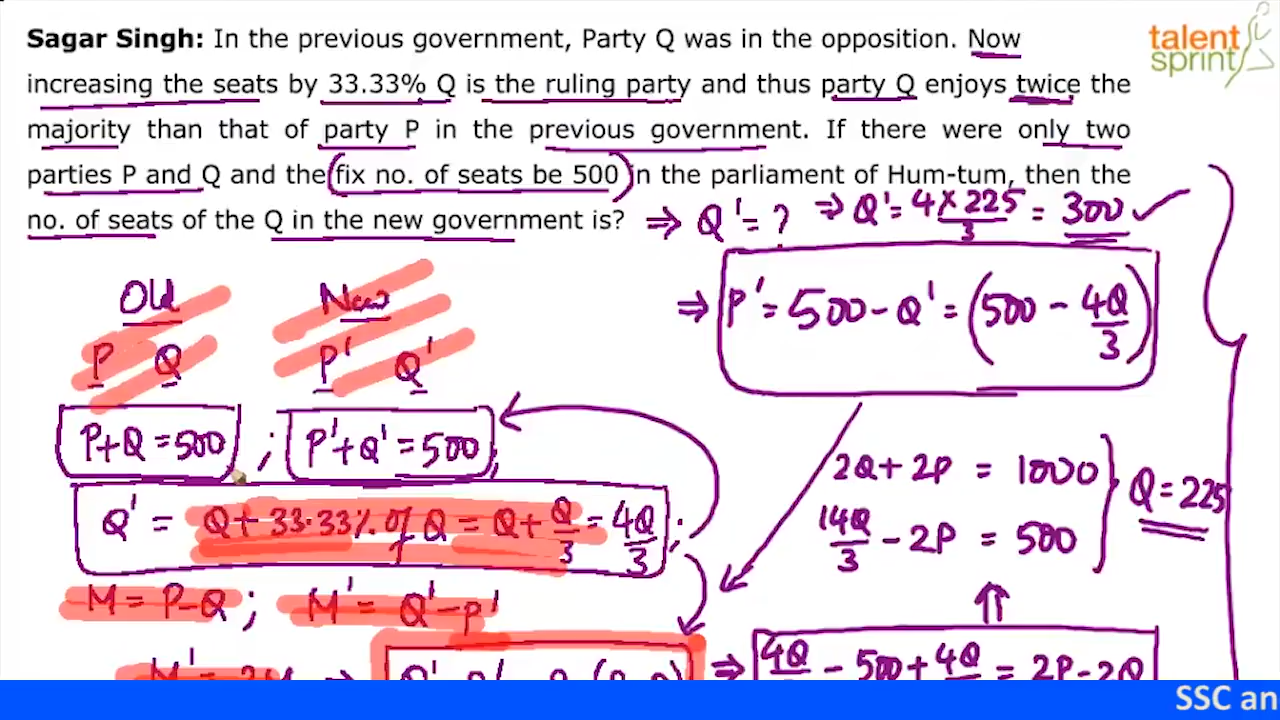 Sagar Singh: In the previous government, Party Q was in the opposition. Now
increasing the seats by 33.33% Q is the ruling party and thus party Q enjoys twice the
majority than that of party P in the previous government. If there were only two
parties P and Q and the fix no. of seats be 500 in the parliament of Hum-tum, then the
no. of seats of the Q in the new government is?
talent
sprint
⇒ Q' = ?
⇒ Q' = 4 × 225/3 = 300 ✓
⇒ P' = 500 - Q' = (500 - 4Q/3)
Old
New
P Q
P' Q'
P+Q = 500 ; P'+Q' = 500 ;
Q' = Q + 33.33% of Q = Q + Q/3 = 4Q/3 ;
M = P-Q ; M' = Q'-P'
2Q + 2P = 1000
14Q/3 - 2P = 500
Q = 225
⇒ 4Q - 500 + 4Q = 2P - 2Q
SSC an